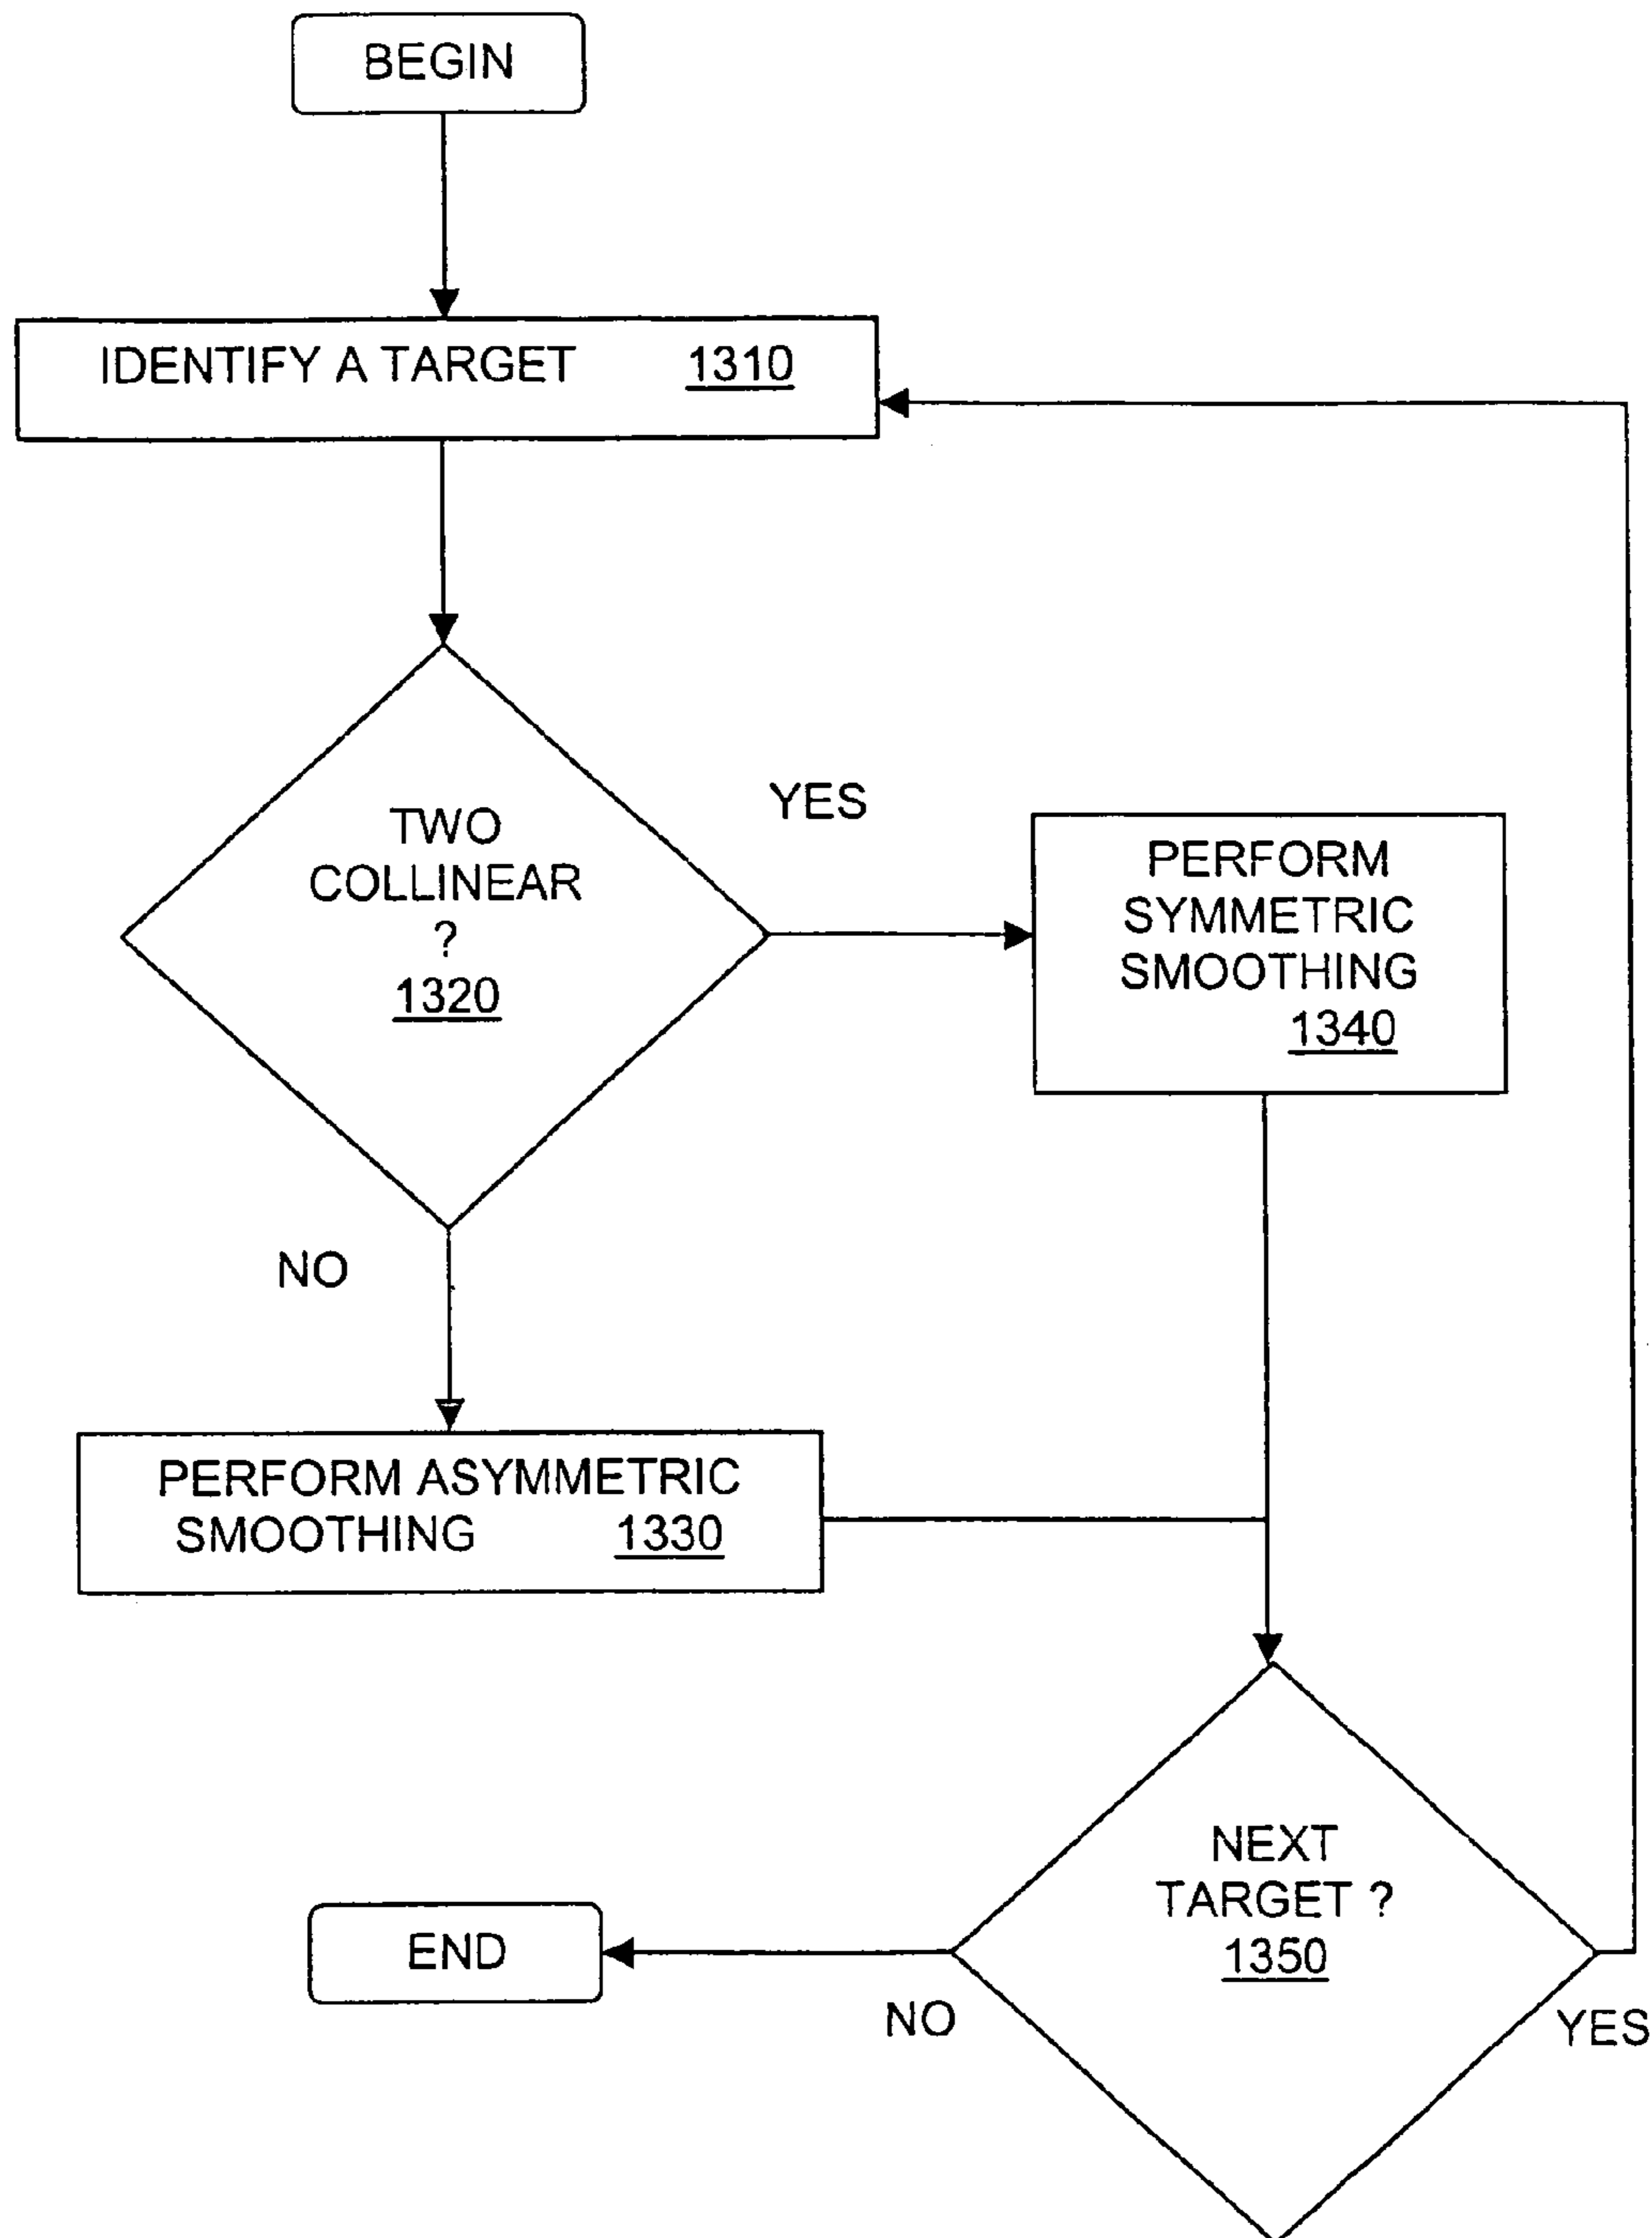 BEGIN
IDENTIFY A TARGET 1310
TWO
COLLINEAR
?
1320
YES
PERFORM
SYMMETRIC
SMOOTHING
1340
NO
PERFORM ASYMMETRIC
SMOOTHING 1330
NEXT
TARGET ?
1350
END
NO
YES